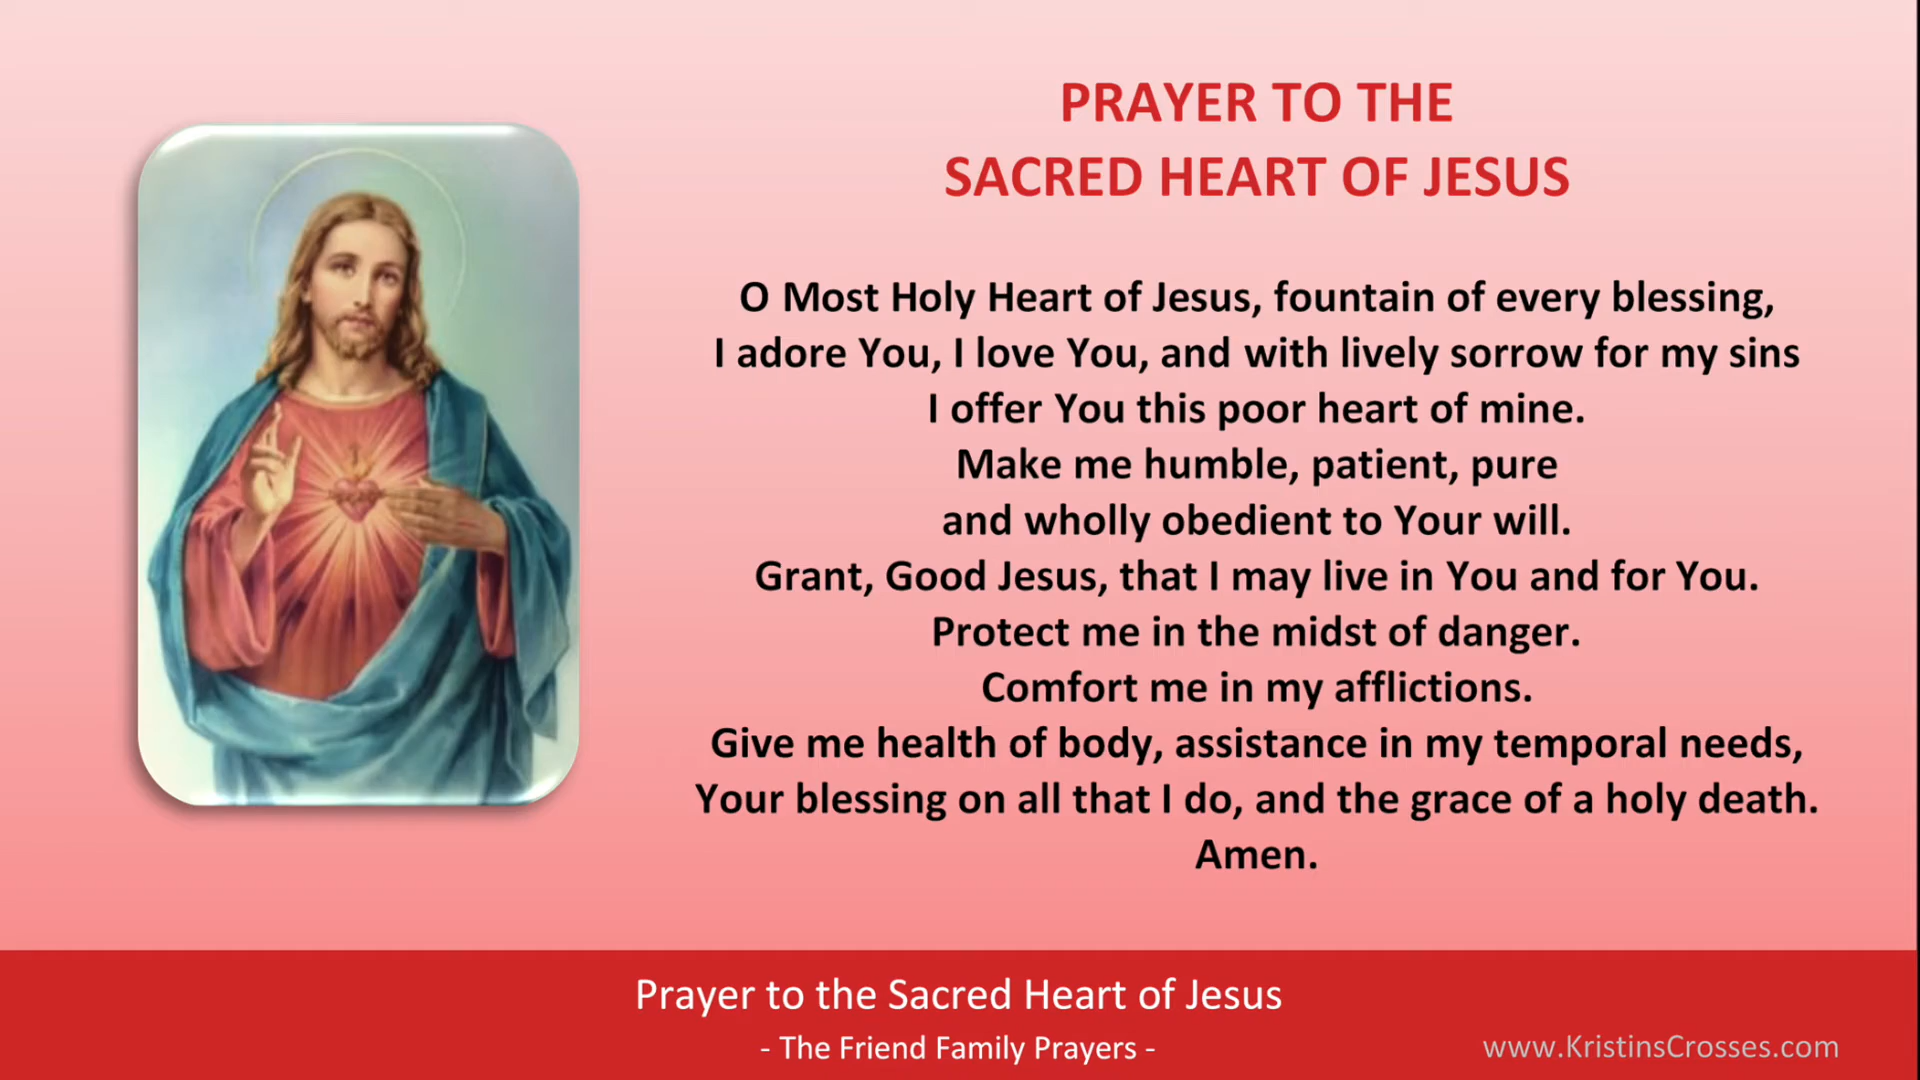 PRAYER TO THE
SACRED HEART OF JESUS
O Most Holy Heart of Jesus, fountain of every blessing,
I adore You, I love You, and with lively sorrow for my sins
I offer You this poor heart of mine.
Make me humble, patient, pure
and wholly obedient to Your will.
Grant, Good Jesus, that I may live in You and for You.
Protect me in the midst of danger.
Comfort me in my afflictions.
Give me health of body, assistance in my temporal needs,
Your blessing on all that I do, and the grace of a holy death.
Amen.
Prayer to the Sacred Heart of Jesus
- The Friend Family Prayers -
www.KristinsCrosses.com